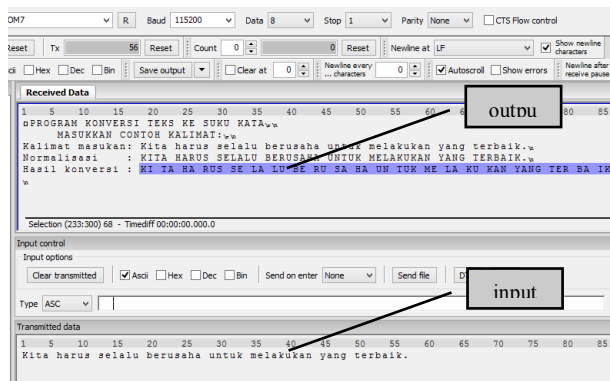 OM7 R Baud 115200 Data 8 Stop 1 Parity None CTS Flow control
Reset Tx 56 Reset Count 0 0 Reset Newline at LF Show newline characters
cii Hex Dec Bin Save output Clear at 0 Newline every ... characters 0 Autoscroll Show errors Newline after receive pause
Received Data
1 5 10 15 20 25 30 35 40 45 50 55 60 80 85
PROGRAM KONVERSI TEKS KE SUKU KATA
MASUKKAN CONTOH KALIMAT:
Kalimat masukan: Kita harus selalu berusaha untuk melakukan yang terbaik.
Normalisasi : KITA HARUS SELALU BERUSAHA UNTUK MELAKUKAN YANG TERBAIK.
Hasil konversi : KI TA HA RUS SE LA LU BE RU SA HA UN TUK ME LA KU KAN YANG TER BA IK
outpu
Selection (233:300) 68 - Timediff 00:00:00.000.0
Input control
Input options
Clear transmitted Ascii Hex Dec Bin Send on enter None Send file
input
Type ASC
Transmitted data
1 5 10 15 20 25 30 35 40 45 50 55 60 65 70 75 80 85
Kita harus selalu berusaha untuk melakukan yang terbaik.